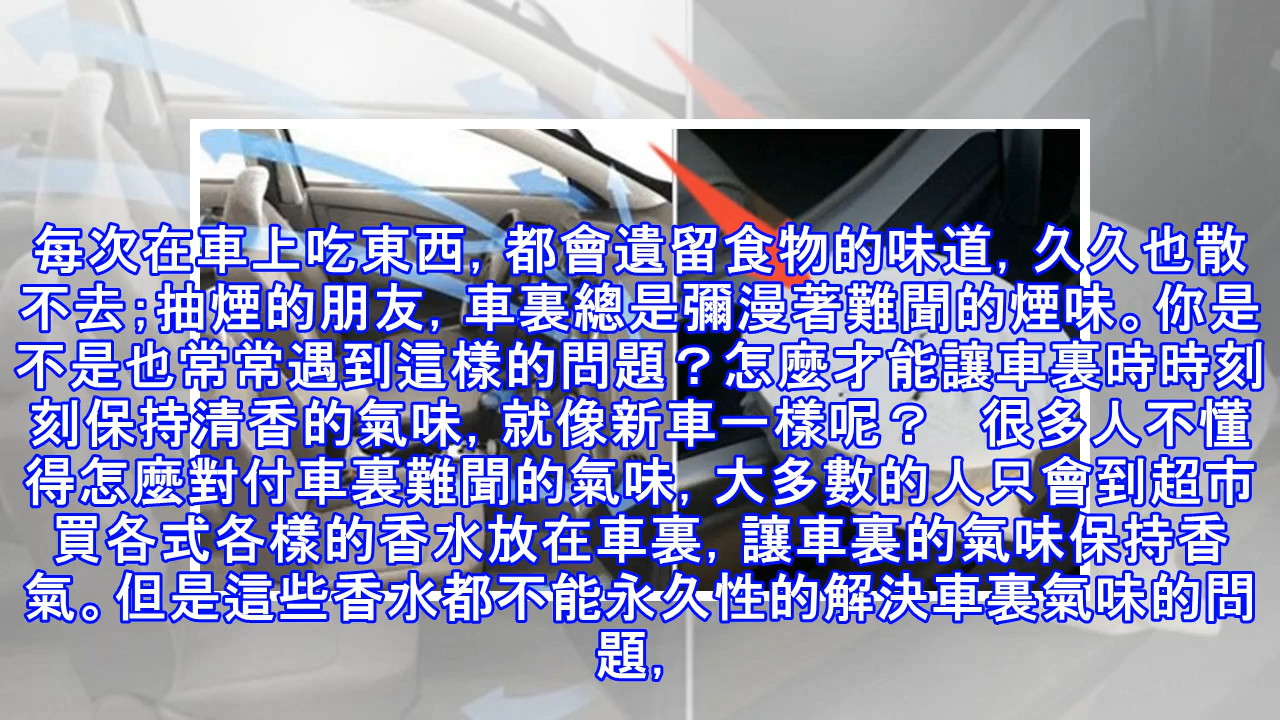 每次在車上吃東西, 都會遺留食物的味道, 久久也散
不去;抽煙的朋友, 車裏總是彌漫著難聞的煙味。你是
不是也常常遇到這樣的問題？怎麼才能讓車裏時時刻
刻保持清香的氣味, 就像新車一樣呢？　很多人不懂
得怎麼對付車裏難聞的氣味, 大多數的人只會到超市
買各式各樣的香水放在車裏, 讓車裏的氣味保持香
氣。但是這些香水都不能永久性的解決車裏氣味的問
題,